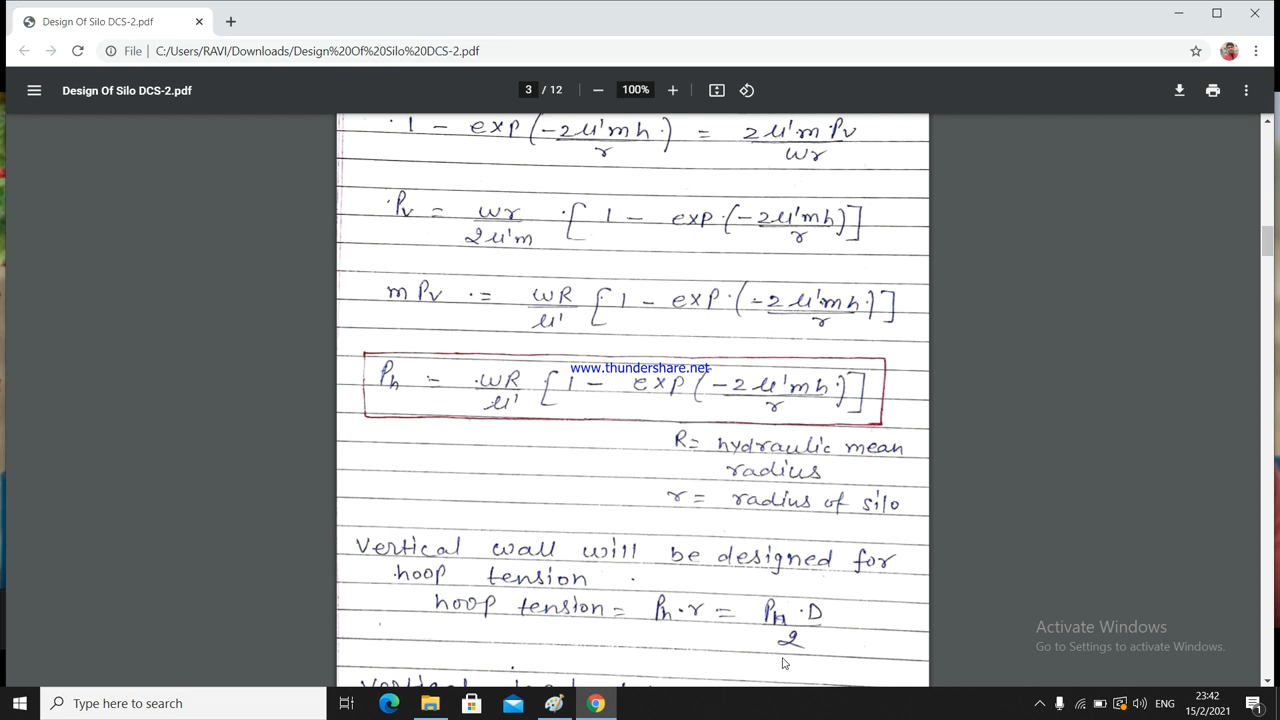 Design Of Silo DCS-2.pdf
File | C:/Users/RAVI/Downloads/Design%20Of%20Silo%20DCS-2.pdf
Design Of Silo DCS-2.pdf
3 / 12
100%
1 - exp (-2μ'mh / r) = 2μ'm Pv / wr
Pv = wr / 2μ'm [ 1 - exp (-2μ'mh / r) ]
m Pv = wR / μ' [ 1 - exp (-2μ'mh / r) ]
www.thundershare.net
Ph = wR / μ' [ 1 - exp (-2μ'mh / r) ]
R = hydraulic mean
radius
r = radius of silo
Vertical wall will be designed for
hoop tension
hoop tension = Ph · r = PH · D / 2
Activate Windows
Go to Settings to activate Windows.
Type here to search
ENG
23:42
15/2/2021
1